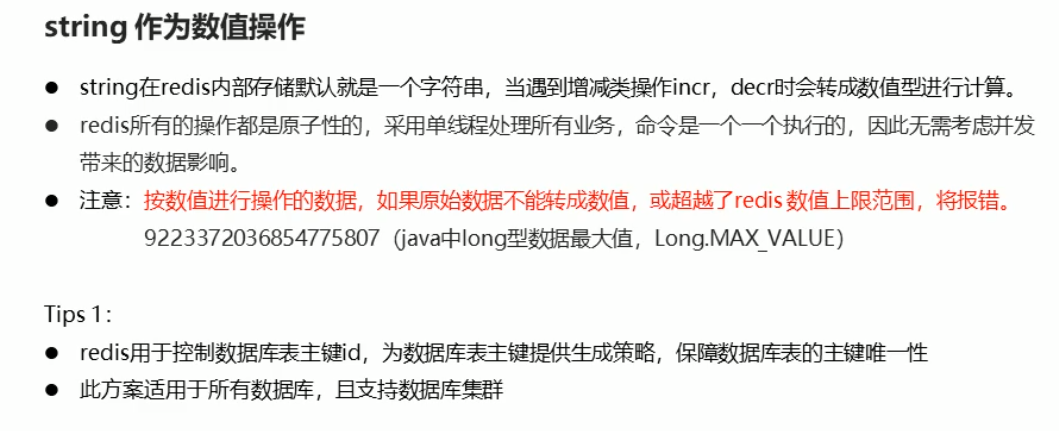 string 作为数值操作
● string在redis内部存储默认就是一个字符串，当遇到增减类操作incr，decr时会转成数值型进行计算。
● redis所有的操作都是原子性的，采用单线程处理所有业务，命令是一个一个执行的，因此无需考虑并发
带来的数据影响。
● 注意：按数值进行操作的数据，如果原始数据不能转成数值，或超越了redis 数值上限范围，将报错。
9223372036854775807（java中long型数据最大值，Long.MAX_VALUE）
Tips 1：
● redis用于控制数据库表主键id，为数据库表主键提供生成策略，保障数据库表的主键唯一性
● 此方案适用于所有数据库，且支持数据库集群